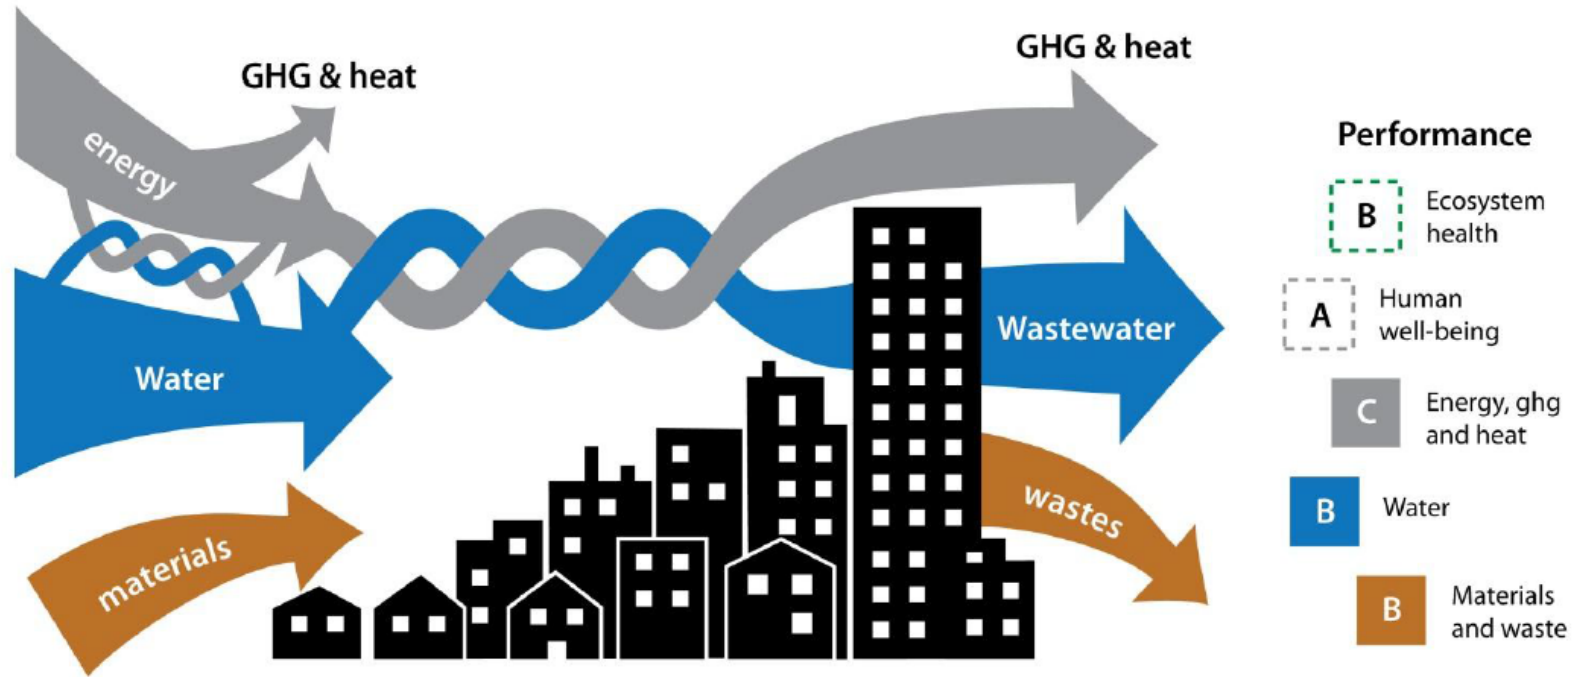 GHG & heat
energy
Water
materials
GHG & heat
Wastewater
wastes
Performance
B
Ecosystem
health
A
Human
well-being
C
Energy, ghg
and heat
B
Water
B
Materials
and waste